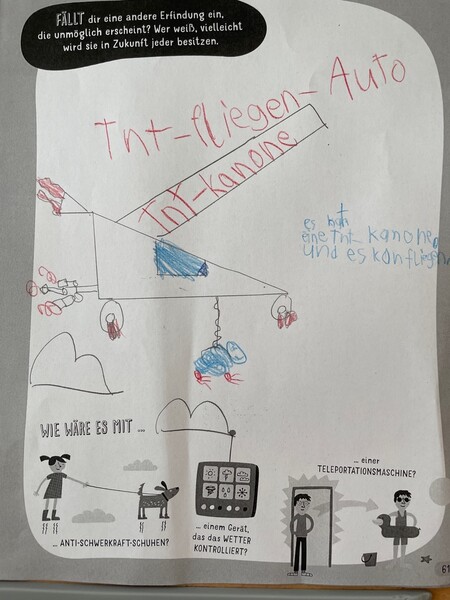 FÄLLT dir eine andere Erfindung ein,
die unmöglich erscheint? Wer weiß, vielleicht
wird sie in Zukunft jeder besitzen.
Tnt-fliegen-Auto
Tnt-kanone
es hat
eine Tnt- kanone,
und es kon fliegen
WIE WÄRE ES MIT ...
... ANTI-SCHWERKRAFT-SCHUHEN?
... einem Gerät,
das das WETTER
KONTROLLIERT?
... einer
TELEPORTATIONSMASCHINE?
61